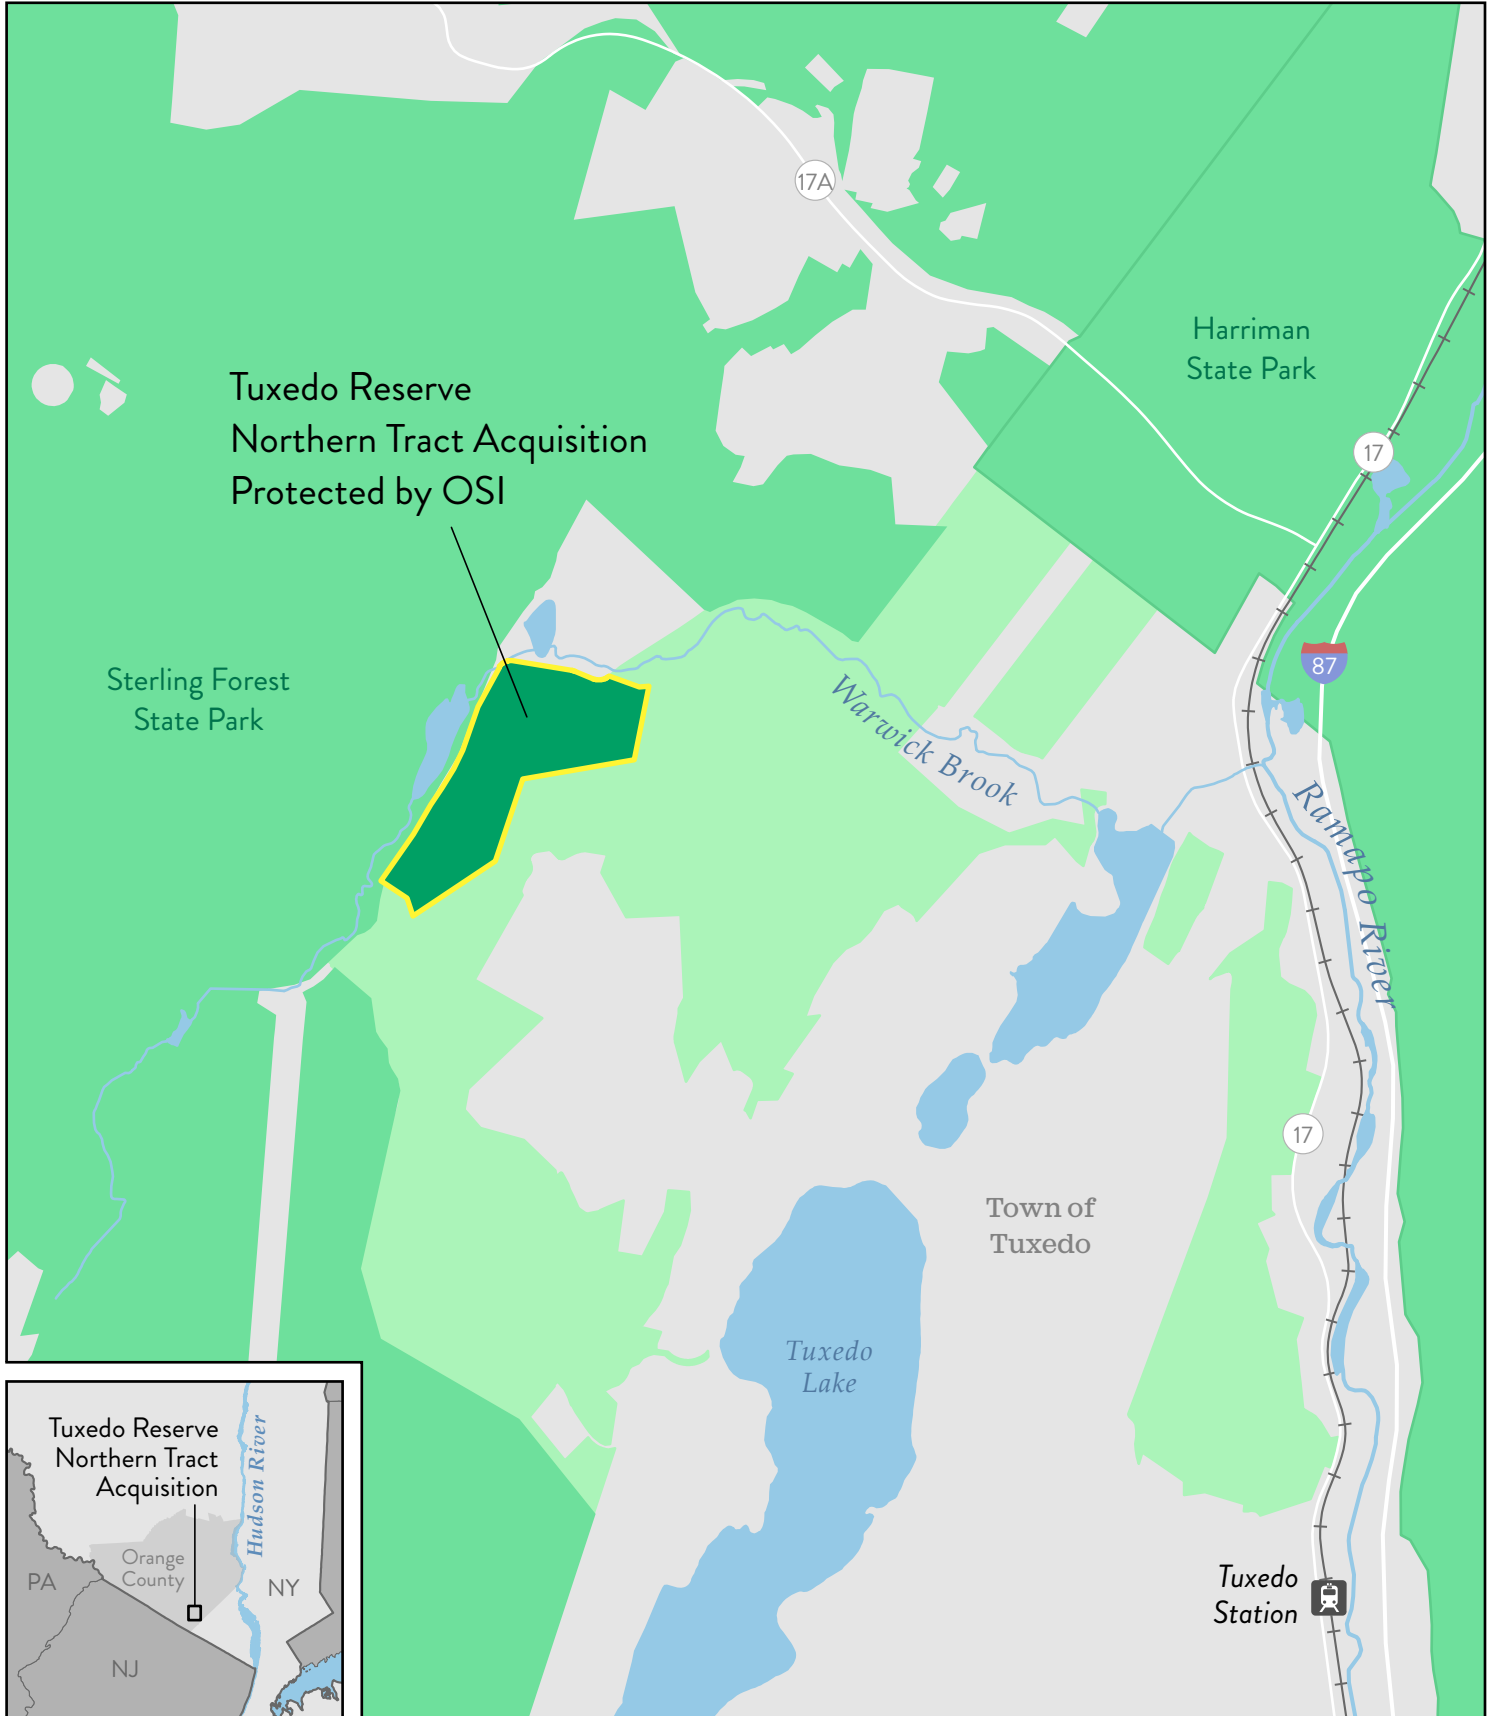 17A
Harriman
State Park
Tuxedo Reserve
Northern Tract Acquisition
Protected by OSI
17
Sterling Forest
State Park
87
Warwick Brook
Ramapo River
17
Town of
Tuxedo
Tuxedo
Lake
Tuxedo
Station
Tuxedo Reserve
Northern Tract
Acquisition
Hudson River
Orange
County
PA
NY
NJ